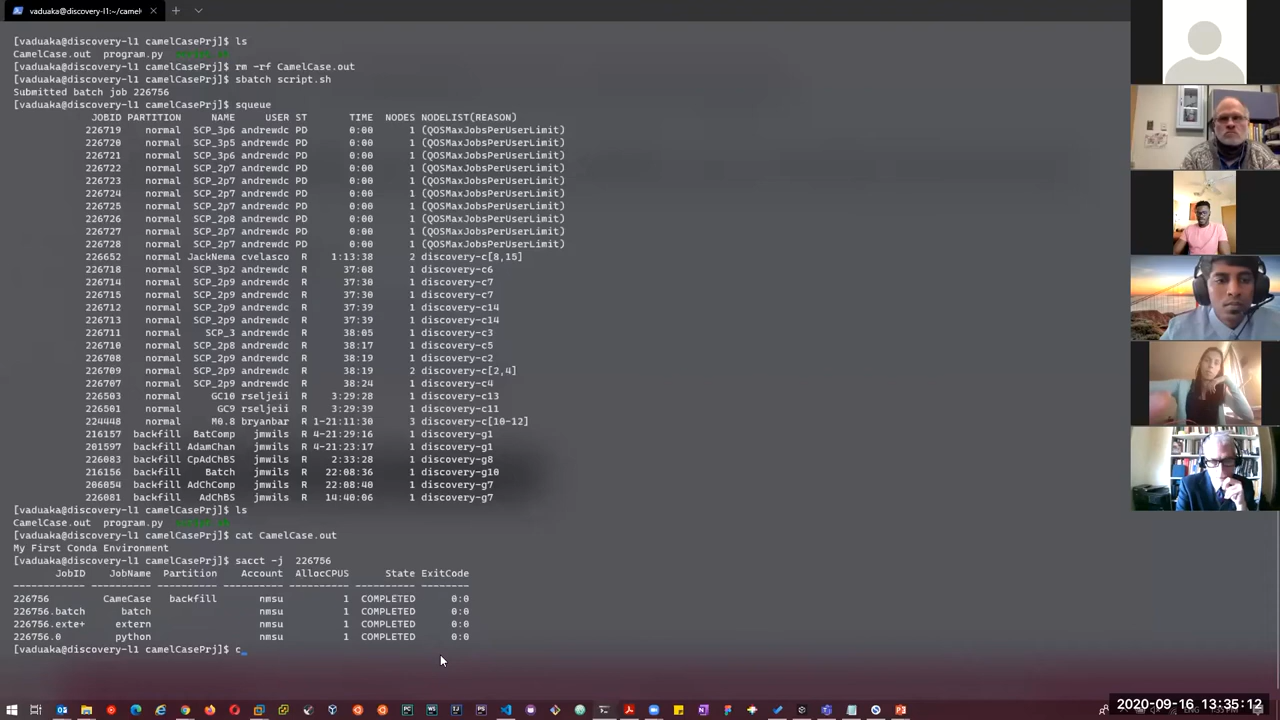 vaduaka@discovery-l1:~/camel
[vaduaka@discovery-l1 camelCasePrj]$ ls
CamelCase.out program.py
[vaduaka@discovery-l1 camelCasePrj]$ rm -rf CamelCase.out
[vaduaka@discovery-l1 camelCasePrj]$ sbatch script.sh
Submitted batch job 226756
[vaduaka@discovery-l1 camelCasePrj]$ squeue
JOBID PARTITION NAME USER ST TIME NODES NODELIST(REASON)
226719 normal SCP_3p6 andrewdc PD 0:00 1 (QOSMaxJobsPerUserLimit)
226720 normal SCP_3p5 andrewdc PD 0:00 1 (QOSMaxJobsPerUserLimit)
226721 normal SCP_3p6 andrewdc PD 0:00 1 (QOSMaxJobsPerUserLimit)
226722 normal SCP_2p7 andrewdc PD 0:00 1 (QOSMaxJobsPerUserLimit)
226723 normal SCP_2p7 andrewdc PD 0:00 1 (QOSMaxJobsPerUserLimit)
226724 normal SCP_2p7 andrewdc PD 0:00 1 (QOSMaxJobsPerUserLimit)
226725 normal SCP_2p7 andrewdc PD 0:00 1 (QOSMaxJobsPerUserLimit)
226726 normal SCP_2p8 andrewdc PD 0:00 1 (QOSMaxJobsPerUserLimit)
226727 normal SCP_2p7 andrewdc PD 0:00 1 (QOSMaxJobsPerUserLimit)
226728 normal SCP_2p7 andrewdc PD 0:00 1 (QOSMaxJobsPerUserLimit)
226652 normal JackNema cvelasco R 1:13:38 2 discovery-c[8,15]
226718 normal SCP_3p2 andrewdc R 37:08 1 discovery-c6
226714 normal SCP_2p9 andrewdc R 37:30 1 discovery-c7
226715 normal SCP_2p9 andrewdc R 37:30 1 discovery-c7
226712 normal SCP_2p9 andrewdc R 37:39 1 discovery-c14
226713 normal SCP_2p9 andrewdc R 37:39 1 discovery-c14
226711 normal SCP_3 andrewdc R 38:05 1 discovery-c3
226710 normal SCP_2p8 andrewdc R 38:17 1 discovery-c5
226708 normal SCP_2p9 andrewdc R 38:19 1 discovery-c2
226709 normal SCP_2p9 andrewdc R 38:19 2 discovery-c[2,4]
226707 normal SCP_2p9 andrewdc R 38:24 1 discovery-c4
226503 normal GC10 rseljeii R 3:29:28 1 discovery-c13
226501 normal GC9 rseljeii R 3:29:39 1 discovery-c11
224448 normal M0.8 bryanbar R 1-21:11:30 3 discovery-c[10-12]
216157 backfill BatComp jmwils R 4-21:29:16 1 discovery-g1
201597 backfill AdamChan jmwils R 4-21:23:17 1 discovery-g1
226083 backfill CpAdChBS jmwils R 2:33:28 1 discovery-g8
216156 backfill Batch jmwils R 22:08:36 1 discovery-g10
206054 backfill AdChComp jmwils R 22:08:40 1 discovery-g7
226081 backfill AdChBS jmwils R 14:40:06 1 discovery-g7
[vaduaka@discovery-l1 camelCasePrj]$ ls
CamelCase.out program.py
[vaduaka@discovery-l1 camelCasePrj]$ cat CamelCase.out
My First Conda Environment
[vaduaka@discovery-l1 camelCasePrj]$ sacct -j 226756
JobID JobName Partition Account AllocCPUS State ExitCode
------------ ---------- ---------- ---------- ---------- ---------- --------
226756 CameCase backfill nmsu 1 COMPLETED 0:0
226756.batch batch nmsu 1 COMPLETED 0:0
226756.exte+ extern nmsu 1 COMPLETED 0:0
226756.0 python nmsu 1 COMPLETED 0:0
[vaduaka@discovery-l1 camelCasePrj]$ c
2020-09-16 13:35:12